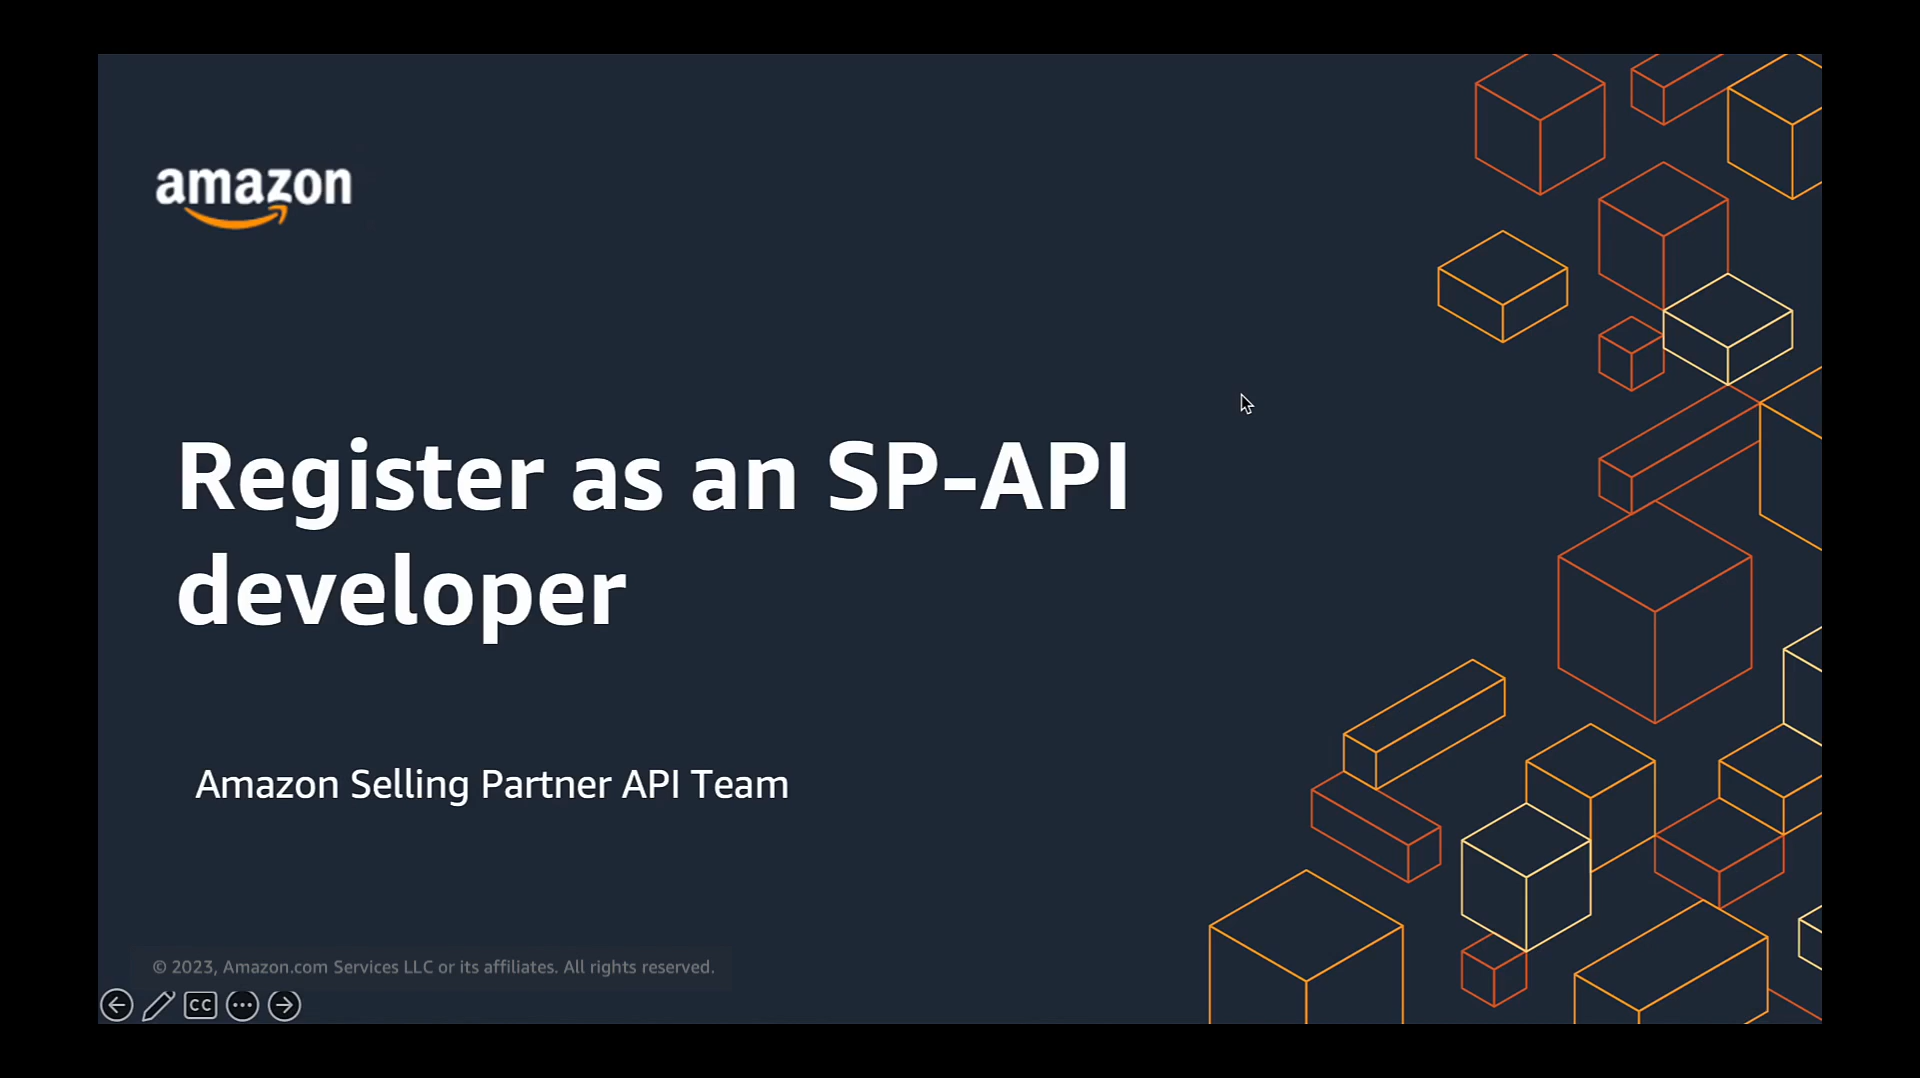 amazon
Register as an SP-API
developer
Amazon Selling Partner API Team
© 2023, Amazon.com Services LLC or its affiliates. All rights reserved.
CC